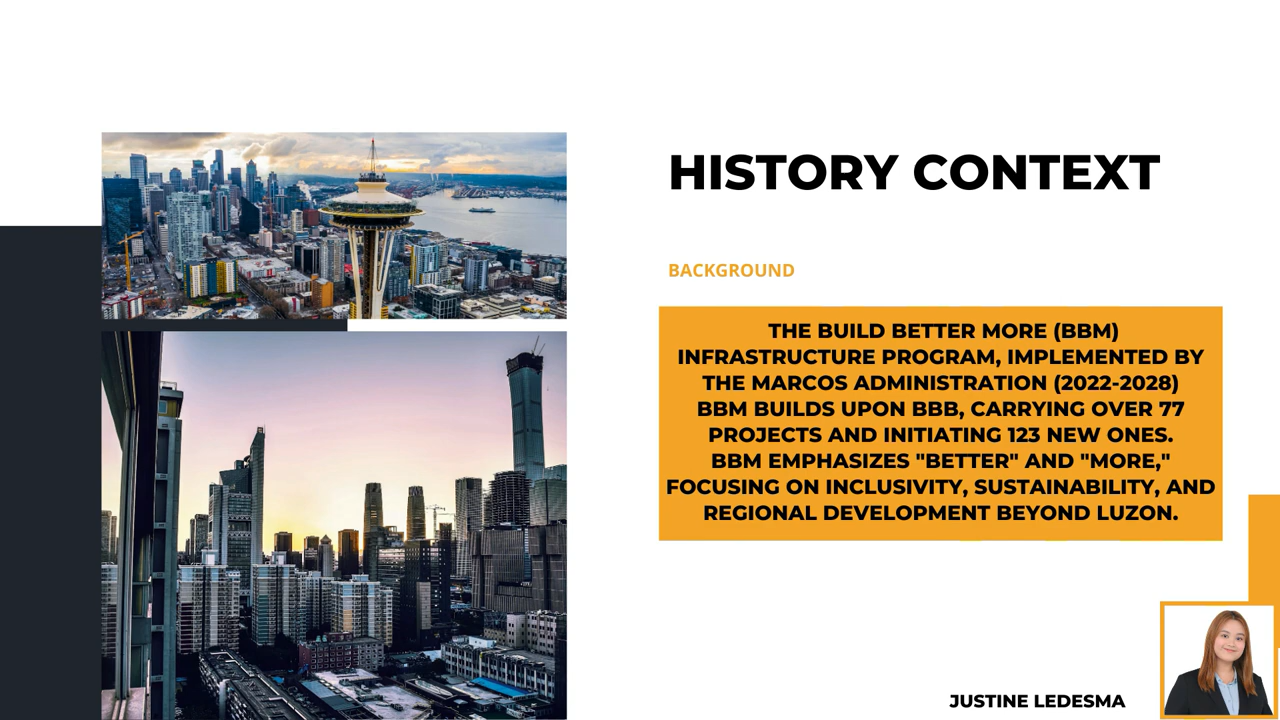 HISTORY CONTEXT
BACKGROUND
THE BUILD BETTER MORE (BBM)
INFRASTRUCTURE PROGRAM, IMPLEMENTED BY
THE MARCOS ADMINISTRATION (2022-2028)
BBM BUILDS UPON BBB, CARRYING OVER 77
PROJECTS AND INITIATING 123 NEW ONES.
BBM EMPHASIZES "BETTER" AND "MORE,"
FOCUSING ON INCLUSIVITY, SUSTAINABILITY, AND
REGIONAL DEVELOPMENT BEYOND LUZON.
JUSTINE LEDESMA